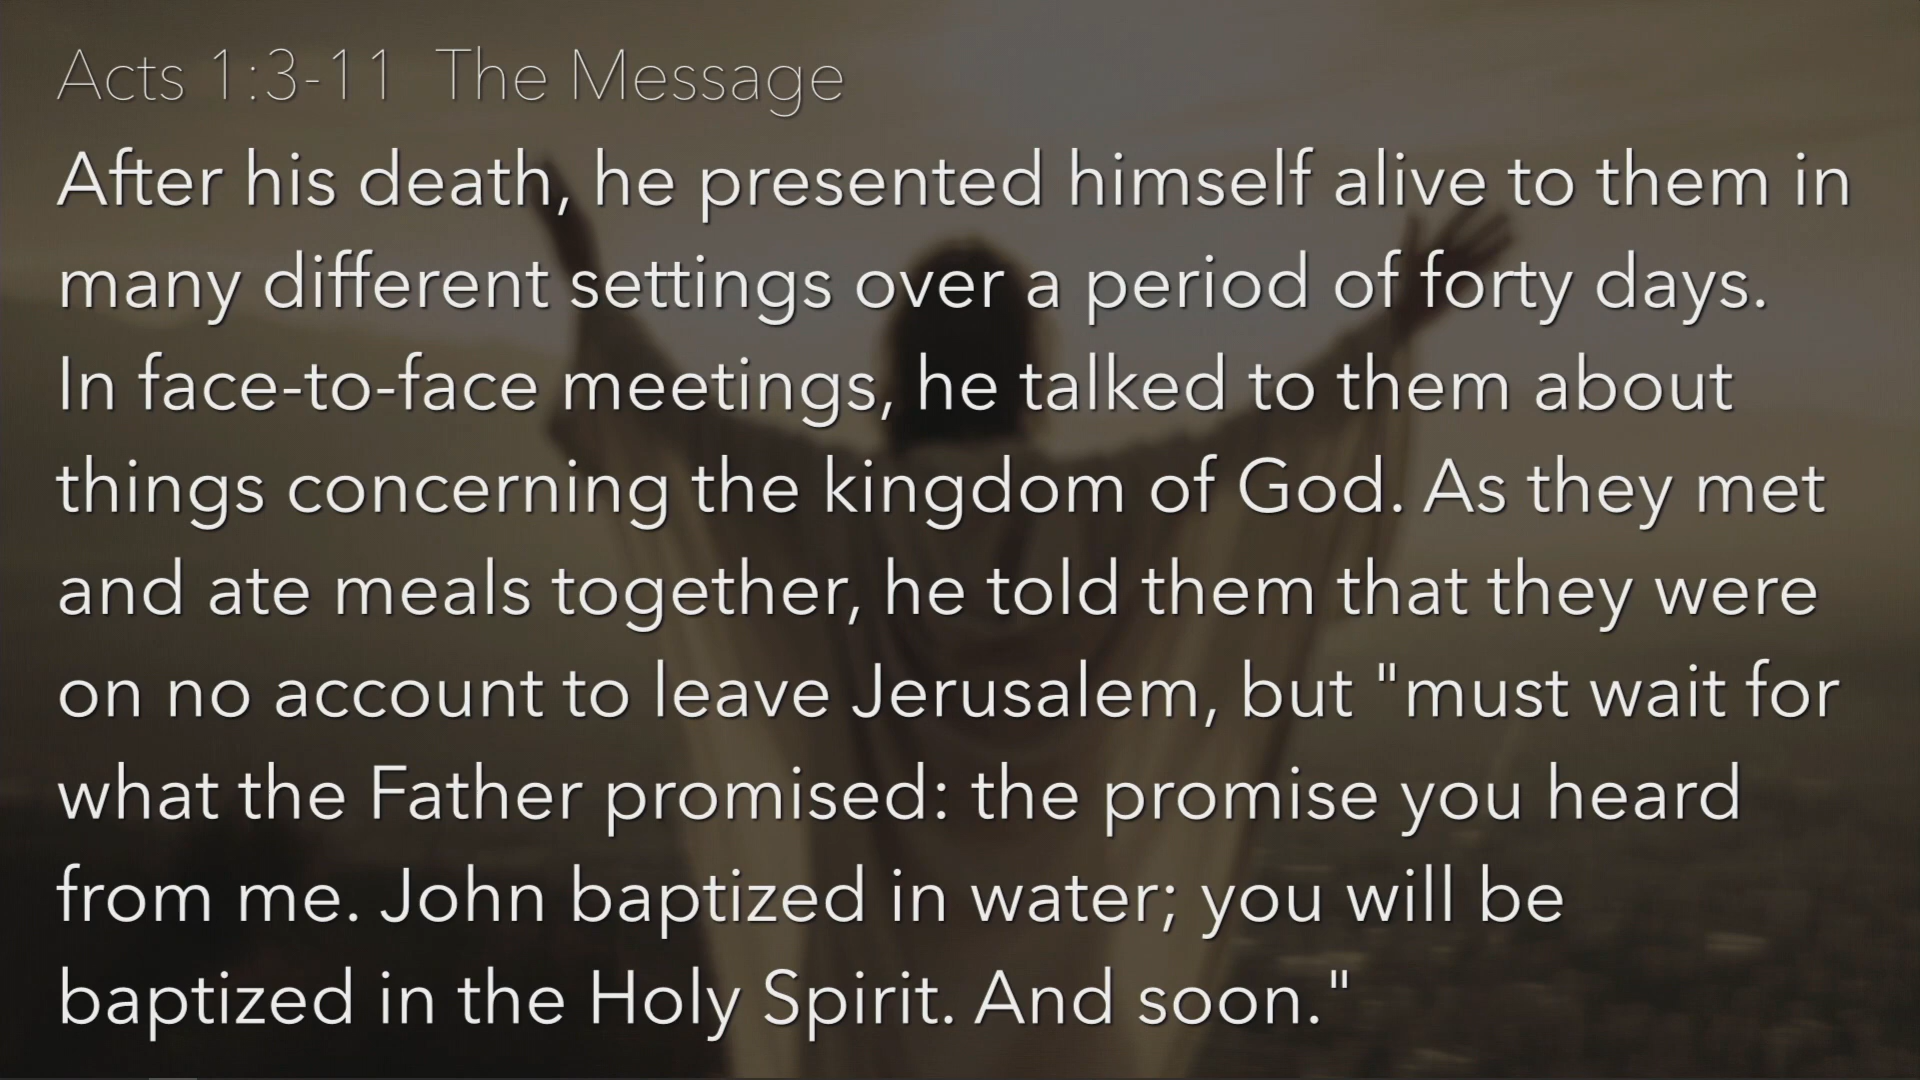 Acts 1:3-11 The Message
After his death, he presented himself alive to them in
many different settings over a period of forty days.
In face-to-face meetings, he talked to them about
things concerning the kingdom of God. As they met
and ate meals together, he told them that they were
on no account to leave Jerusalem, but "must wait for
what the Father promised: the promise you heard
from me. John baptized in water; you will be
baptized in the Holy Spirit. And soon."